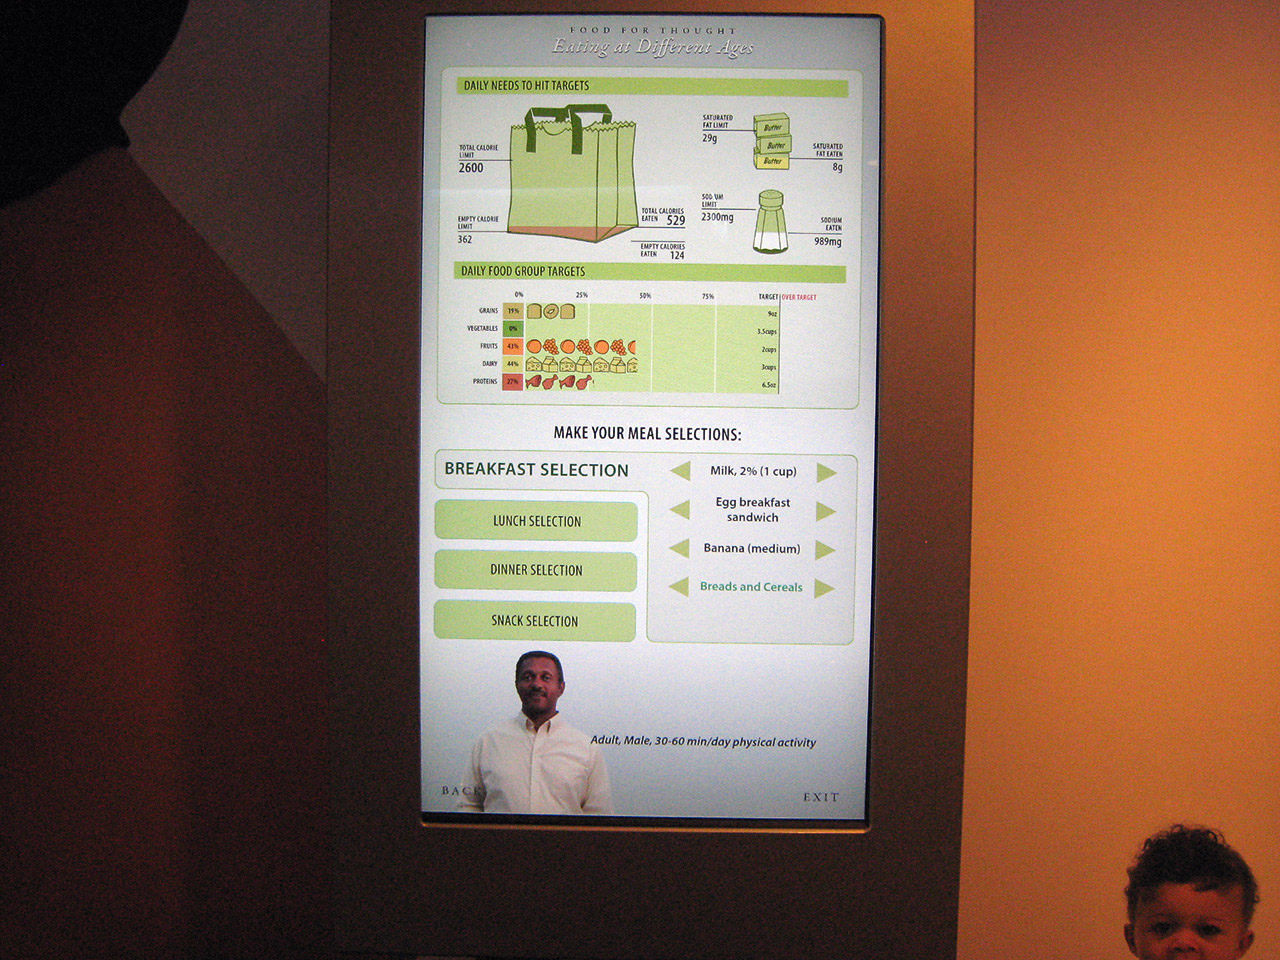 FOOD FOR THOUGHT
Eating at Different Ages
DAILY NEEDS TO HIT TARGETS
TOTAL CALORIE
LIMIT
2600
EMPTY CALORIE
LIMIT
362
TOTAL CALORIES
EATEN 529
EMPTY CALORIES
EATEN 124
SATURATED
FAT LIMIT
29g
Butter
Butter
Butter
SATURATED
FAT EATEN
8g
SODIUM
LIMIT
2300mg
SODIUM
EATEN
989mg
DAILY FOOD GROUP TARGETS
0% 25% 50% 75% TARGET OVER TARGET
GRAINS 19% 9oz
VEGETABLES 0% 3.5cups
FRUITS 43% 2cups
DAIRY 44% 3cups
PROTEINS 27% 6.5oz
MAKE YOUR MEAL SELECTIONS:
BREAKFAST SELECTION
LUNCH SELECTION
DINNER SELECTION
SNACK SELECTION
Milk, 2% (1 cup)
Egg breakfast
sandwich
Banana (medium)
Breads and Cereals
Adult, Male, 30-60 min/day physical activity
BACK
EXIT